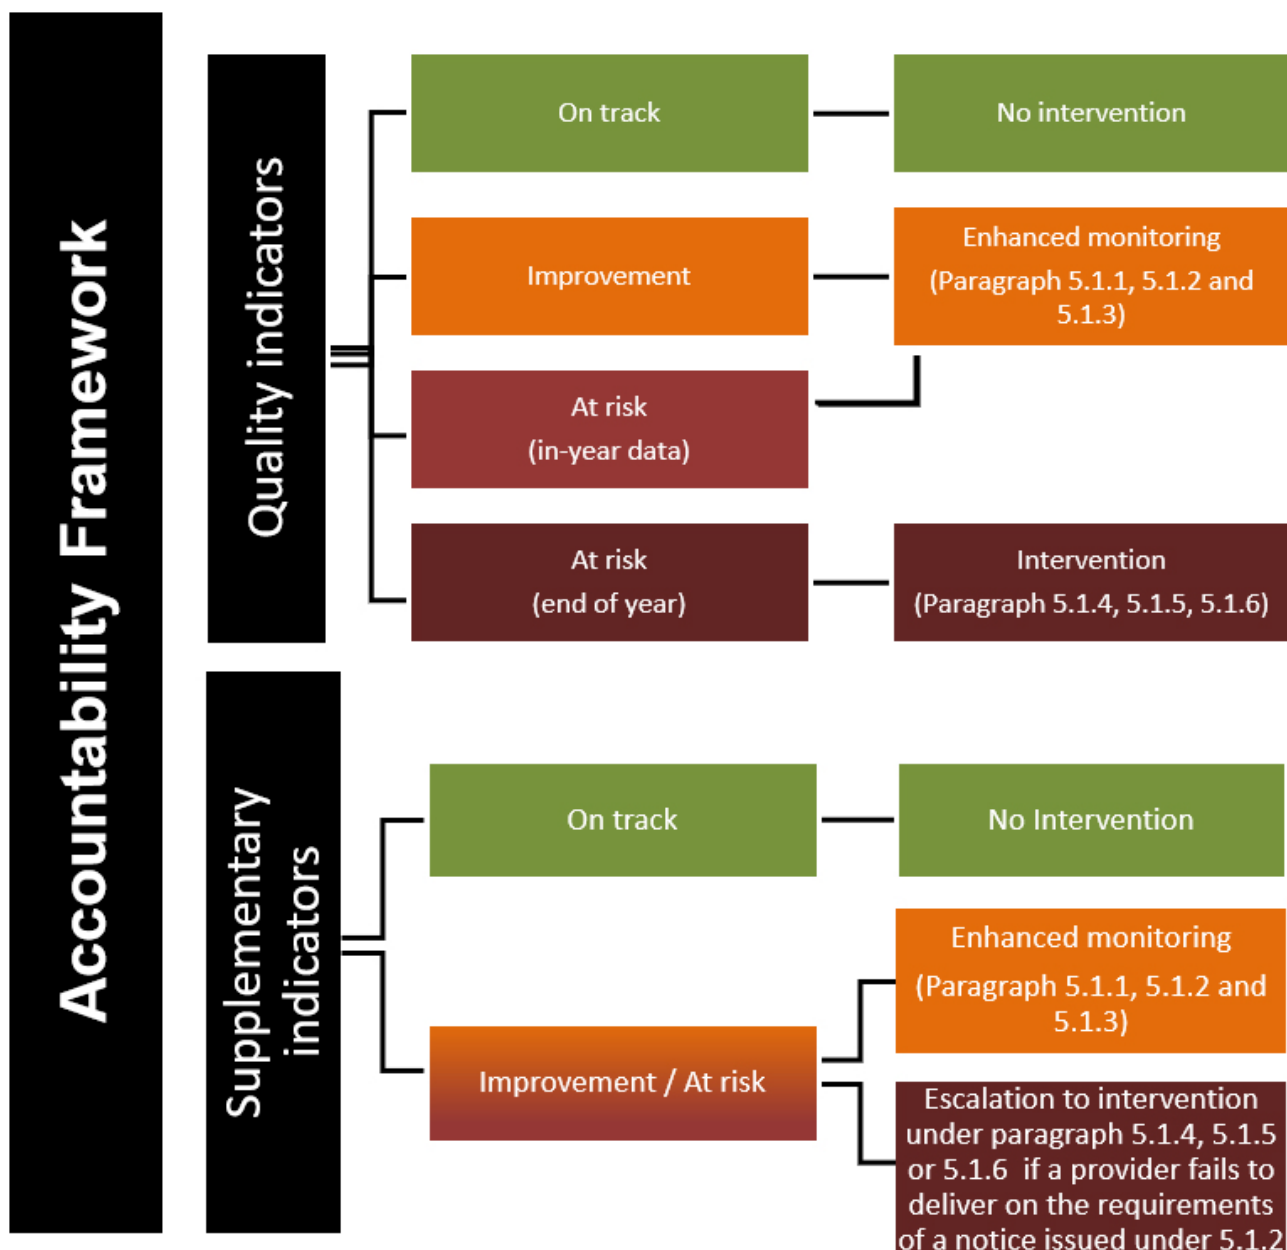 Accountability Framework
Quality indicators
On track
No intervention
Improvement
Enhanced monitoring
(Paragraph 5.1.1, 5.1.2 and
5.1.3)
At risk
(in-year data)
At risk
(end of year)
Intervention
(Paragraph 5.1.4, 5.1.5, 5.1.6)
Supplementary
indicators
On track
No Intervention
Improvement / At risk
Enhanced monitoring
(Paragraph 5.1.1, 5.1.2 and
5.1.3)
Escalation to intervention
under paragraph 5.1.4, 5.1.5
or 5.1.6 if a provider fails to
deliver on the requirements
of a notice issued under 5.1.2